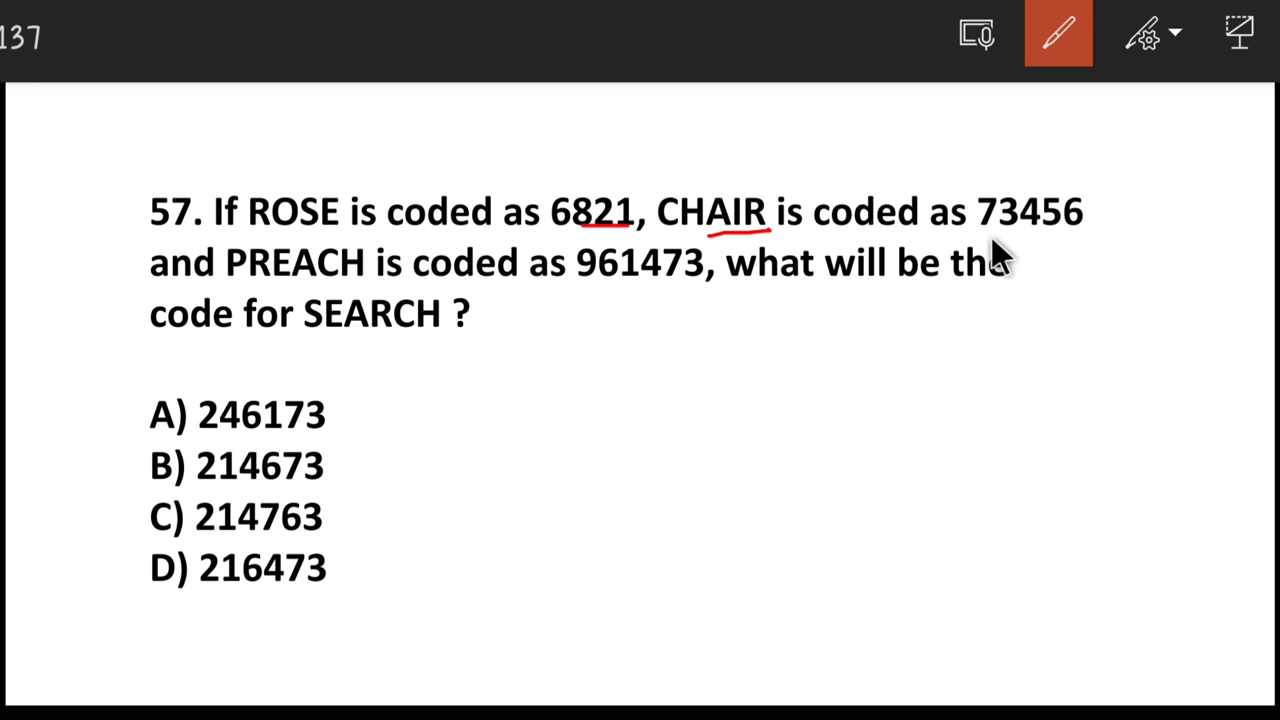 137
57. If ROSE is coded as 6821, CHAIR is coded as 73456
and PREACH is coded as 961473, what will be the
code for SEARCH ?
A) 246173
B) 214673
C) 214763
D) 216473